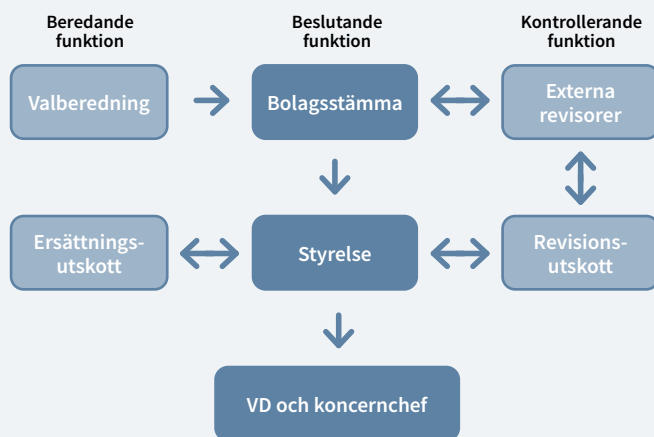 Beredande
funktion
Beslutande
funktion
Kontrollerande
funktion
Valberedning
Bolagsstämma
Externa
revisorer
Ersättnings-
utskott
Styrelse
Revisions-
utskott
VD och koncernchef